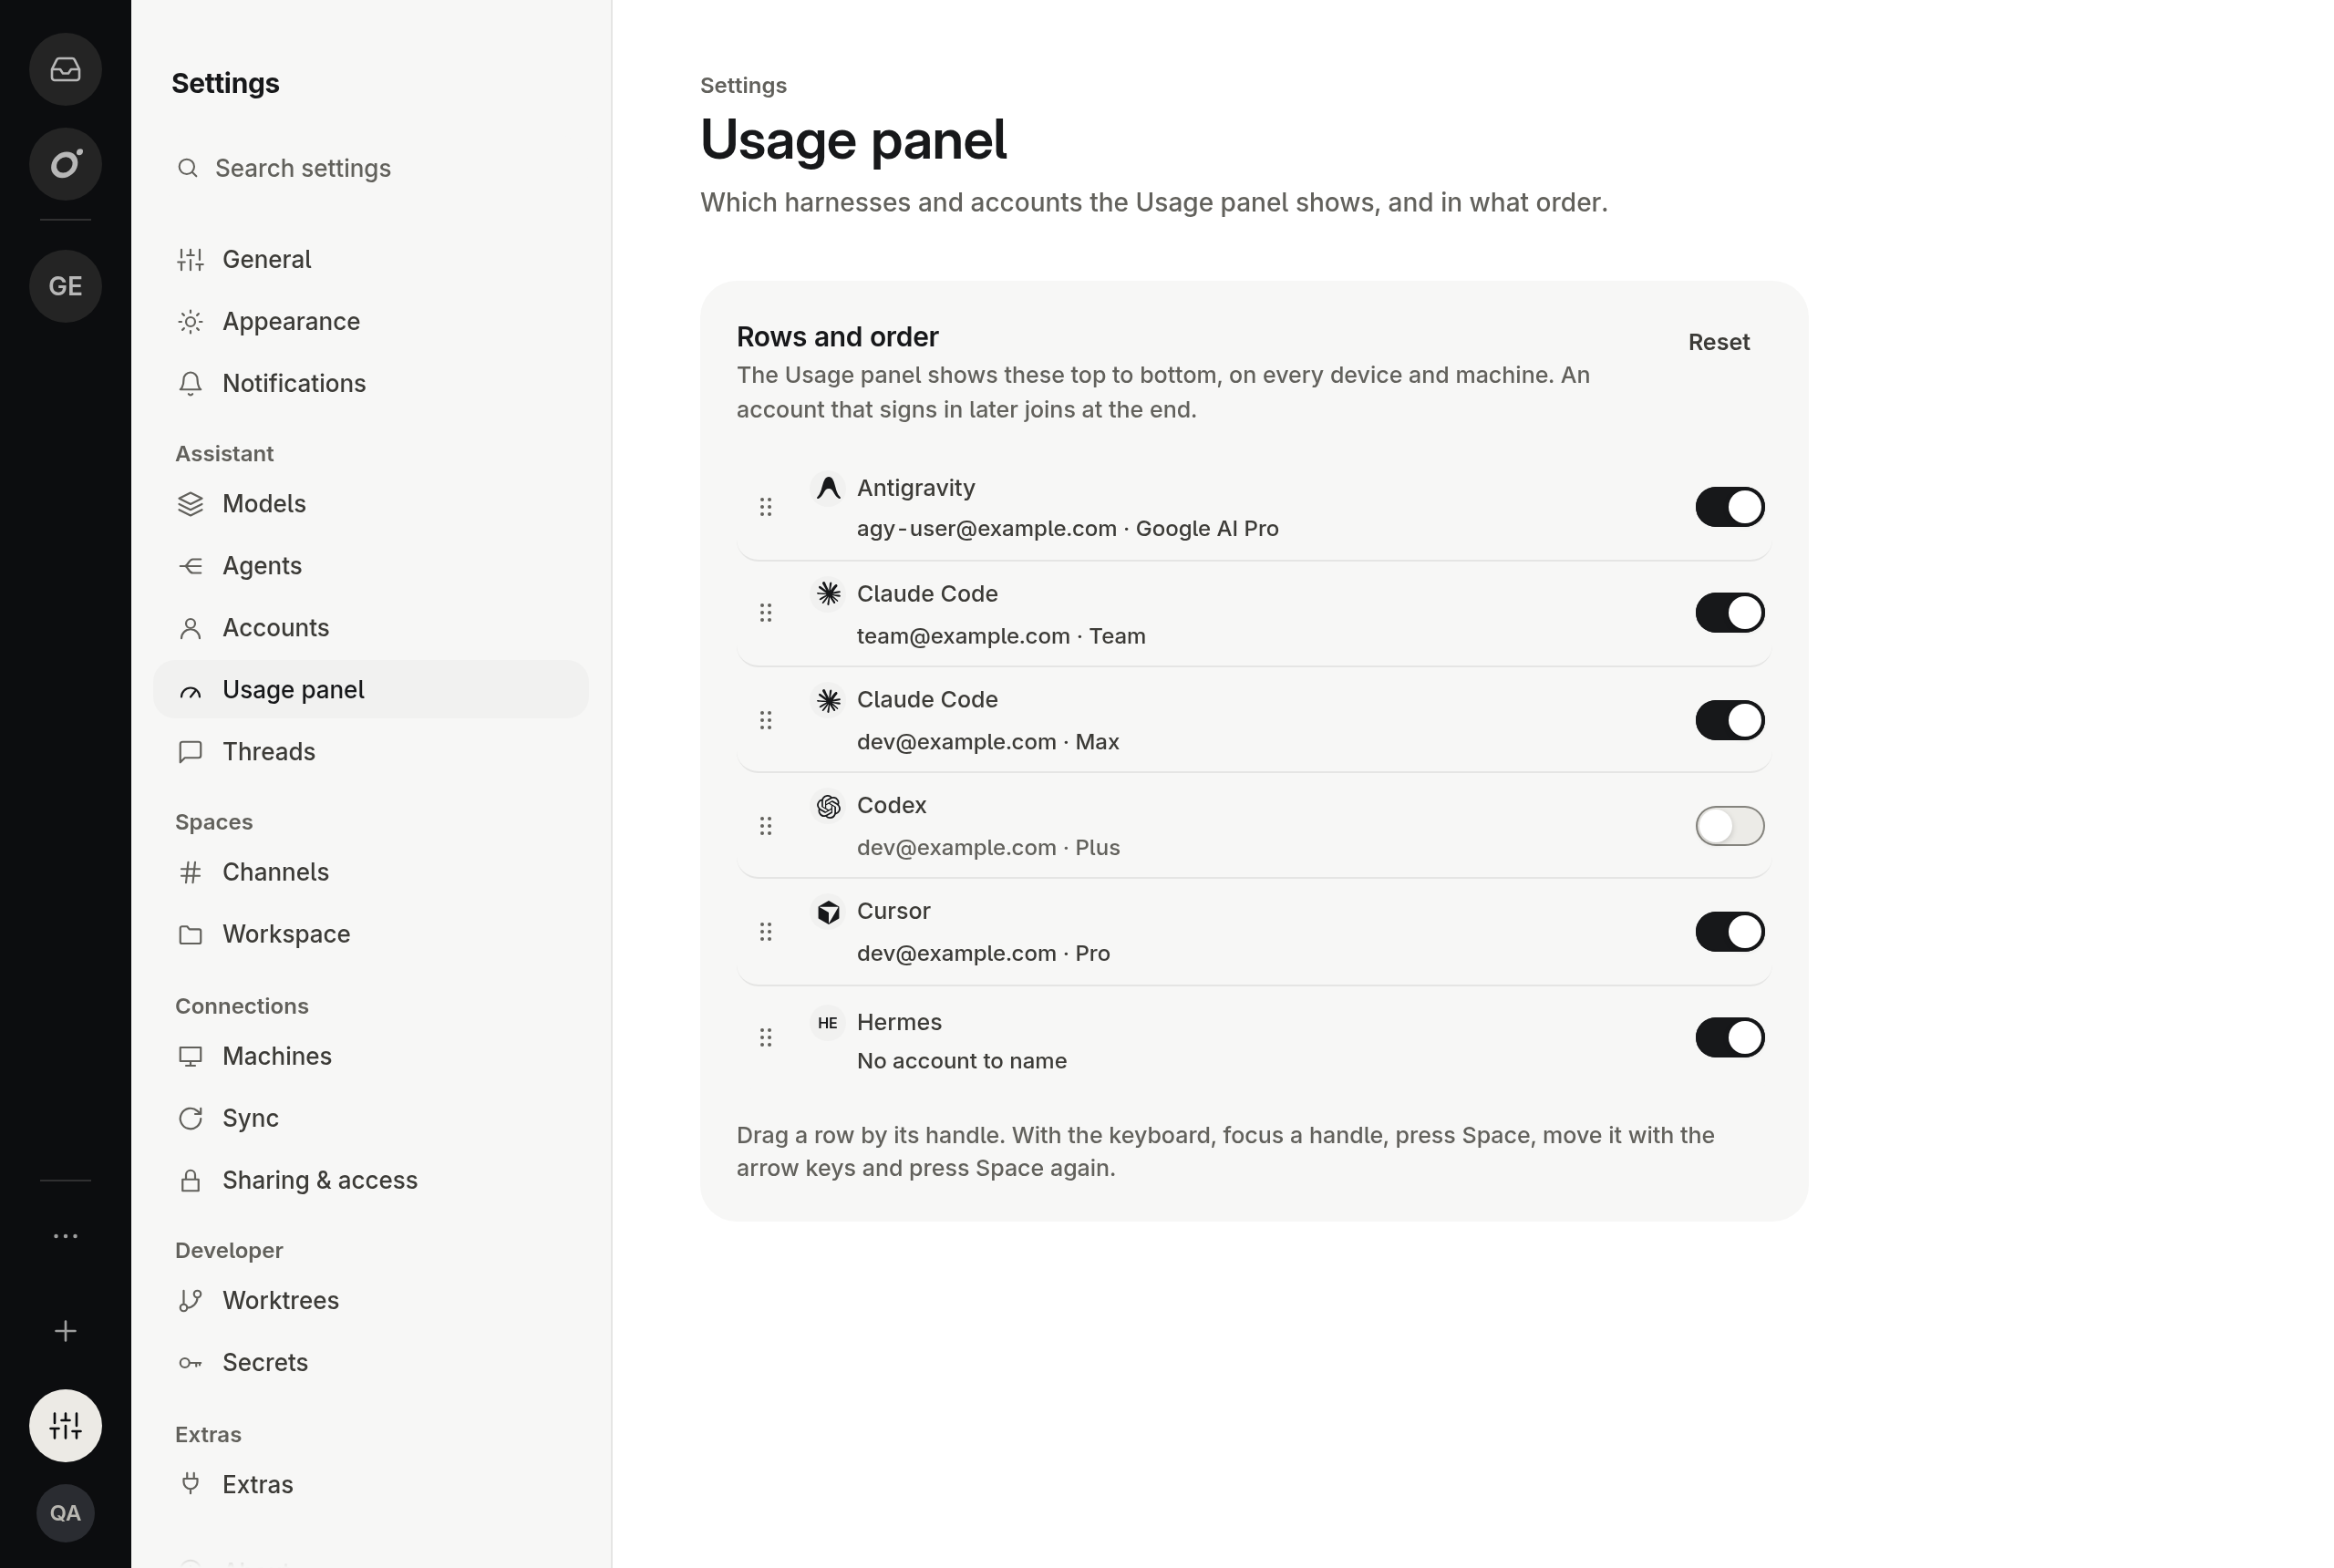 GE
QA
Settings
Search settings
General
Appearance
Notifications
Assistant
Models
Agents
Accounts
Usage panel
Threads
Spaces
Channels
Workspace
Connections
Machines
Sync
Sharing & access
Developer
Worktrees
Secrets
Extras
Extras
Settings
Usage panel
Which harnesses and accounts the Usage panel shows, and in what order.
Rows and order
Reset
The Usage panel shows these top to bottom, on every device and machine. An
account that signs in later joins at the end.
Antigravity
agy-user@example.com · Google AI Pro
Claude Code
team@example.com · Team
Claude Code
dev@example.com · Max
Codex
dev@example.com · Plus
Cursor
dev@example.com · Pro
HE Hermes
No account to name
Drag a row by its handle. With the keyboard, focus a handle, press Space, move it with the
arrow keys and press Space again.